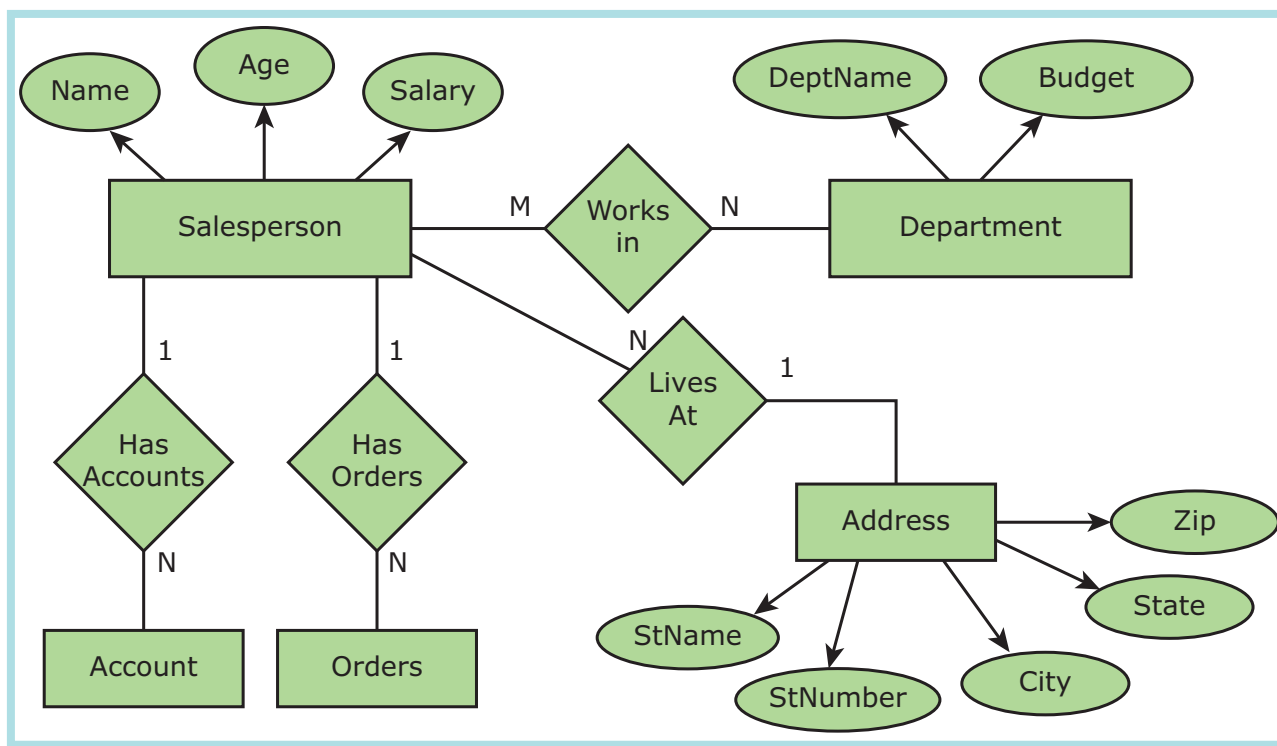 Name
Age
Salary
DeptName
Budget
Salesperson
M
Works
in
N
Department
1
1
N
Lives
At
1
Has
Accounts
Has
Orders
N
N
Address
Zip
State
StName
StNumber
City
Account
Orders